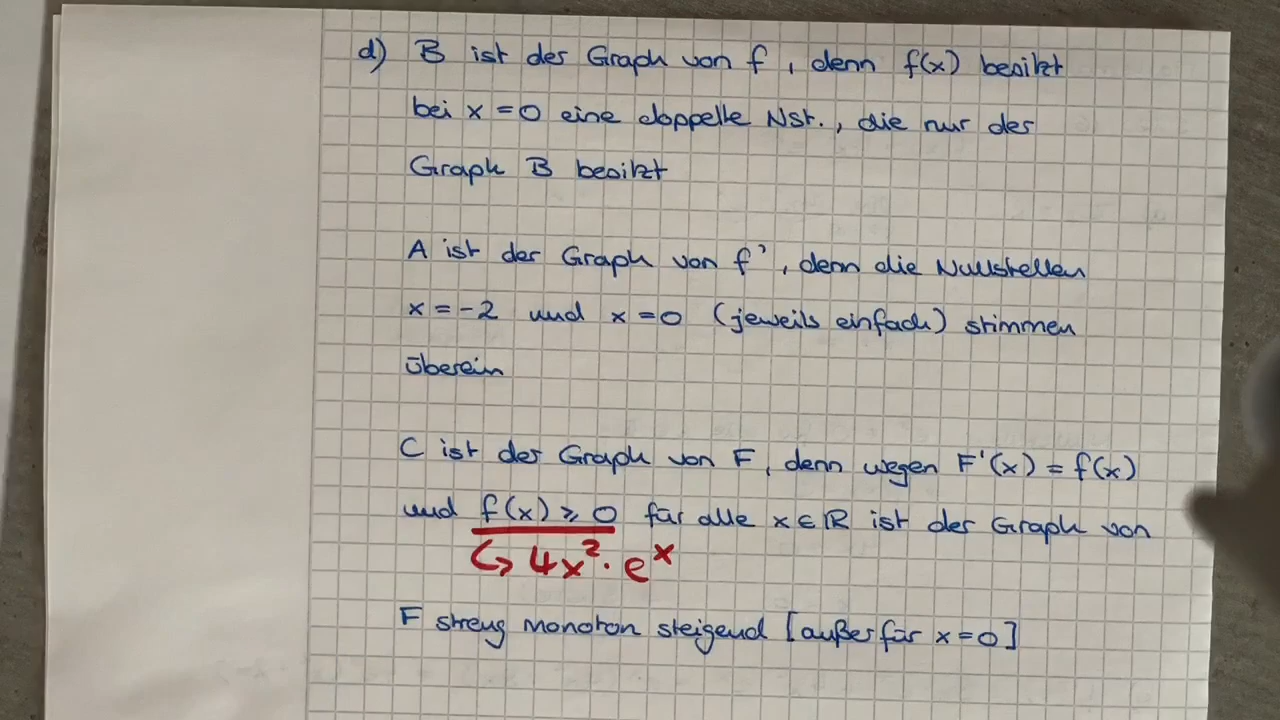 d) B ist der Graph von f, denn f(x) besitzt
bei x = 0 eine doppelte Nst., die nur der
Graph B besitzt
A ist der Graph von f', denn die Nullstellen
x = -2 und x = 0 (jeweils einfach) stimmen
überein
C ist der Graph von F, denn wegen F'(x) = f(x)
und f(x) ≥ 0 für alle x ∈ ℝ ist der Graph von
↪ 4x² · eˣ
F streng monoton steigend [außer für x = 0]